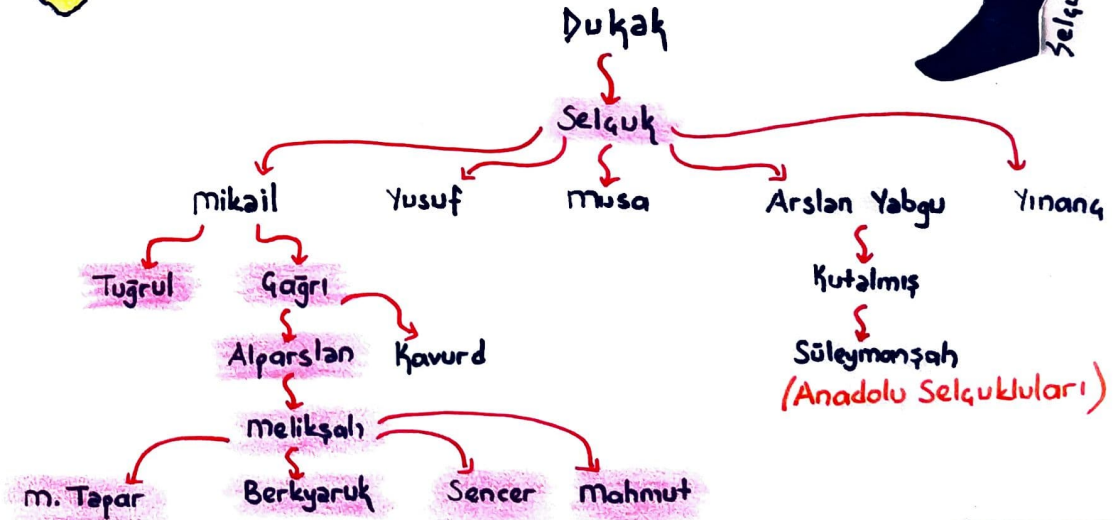 Dukak
Selçuk
Mikail Yusuf Musa Arslan Yabgu Yınanç
Tuğrul Çağrı Kutalmış
Alparslan Kavurd Süleymanşah
(Anadolu Selçukluları)
Melikşah
M. Tapar Berkyaruk Sencer Mahmut